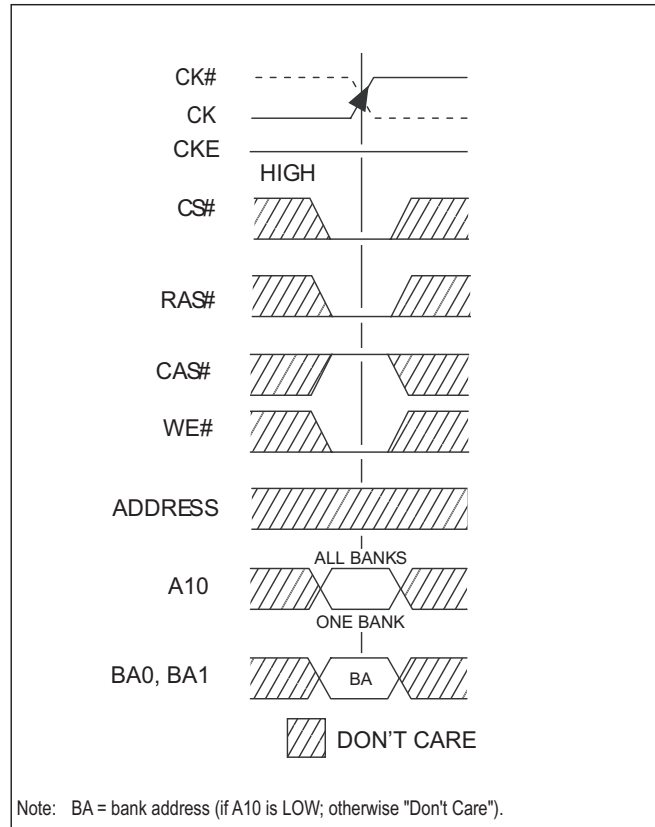 CK#
CK
CKE
HIGH
CS#
RAS#
CAS#
WE#
ADDRESS
ALL BANKS
A10
ONE BANK
BA0, BA1
BA
DON'T CARE
Note: BA = bank address (if A10 is LOW; otherwise "Don't Care").